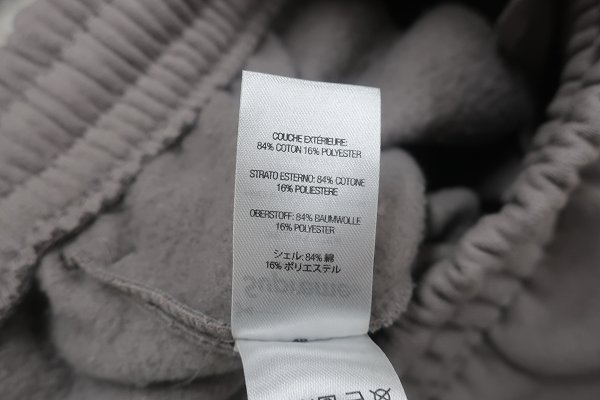 COUCHE EXTÉRIEURE:
84% COTON 16% POLYESTER
STRATO ESTERNO: 84% COTONE
16% POLIESTERE
OBERSTOFF: 84% BAUMWOLLE
16% POLYESTER
シェル: 84% 綿
16% ポリエステル